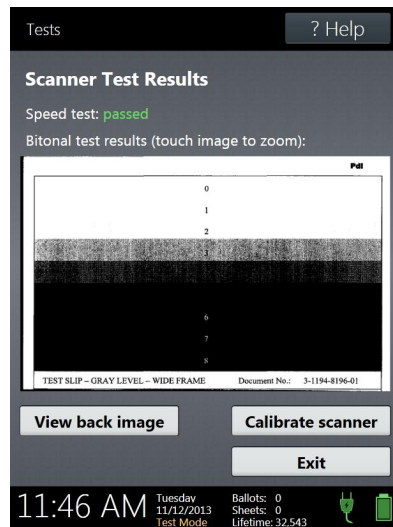 Tests
? Help
Scanner Test Results
Speed test: passed
Bitonal test results (touch image to zoom):
PdI
0
1
2
3
6
7
8
TEST SLIP – GRAY LEVEL – WIDE FRAME Document No.: 3-1194-8196-01
View back image
Calibrate scanner
Exit
11:46 AM
Tuesday
11/12/2013
Test Mode
Ballots: 0
Sheets: 0
Lifetime: 32,543